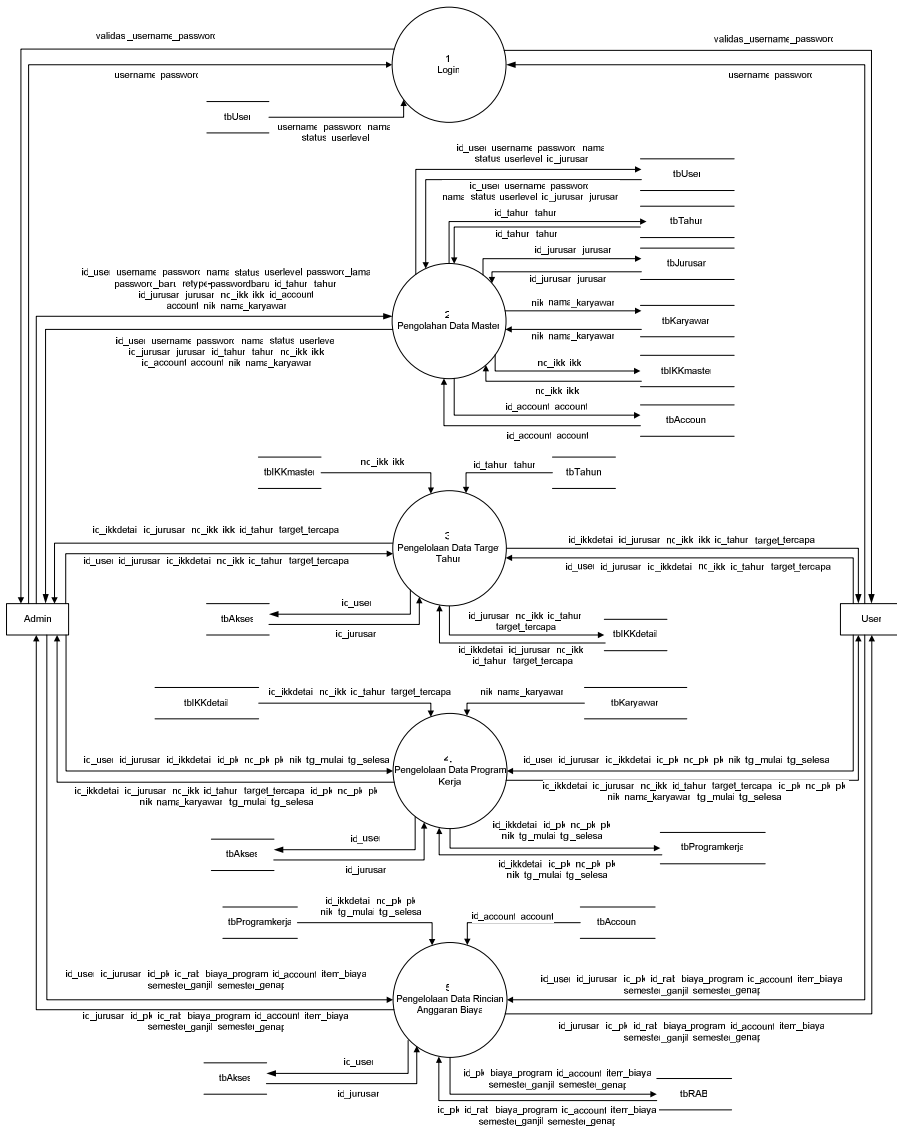 validas_username_password
validas_username_password
1
Login
username password
username password
tbUser
username password nama
status userlevel
id_user username password nama
status userlevel id_jurusan
tbUser
id_user username password
nama status userlevel id_jurusan jurusan
id_tahun tahun
tbTahun
id_tahun tahun
id_jurusan jurusan
tbJurusan
id_jurusan jurusan
id_user username password nama status userlevel password_lama
password_baru retype-passwordbaru id_tahun tahun
id_jurusan jurusan no_ikk ikk id_account
account nik nama_karyawan
2
Pengolahan Data Master
nik nama_karyawan
tbKaryawan
nik nama_karyawan
id_user username password nama status userlevel
id_jurusan jurusan id_tahun tahun no_ikk ikk
id_account account nik nama_karyawan
no_ikk ikk
tbIKKmaster
no_ikk ikk
id_account account
tbAccount
id_account account
tbIKKmaster
no_ikk ikk
id_tahun tahun
tbTahun
id_ikkdetail id_jurusan no_ikk ikk id_tahun target_tercapai
3
Pengelolaan Data Target
Tahun
id_ikkdetail id_jurusan no_ikk ikk id_tahun target_tercapai
id_user id_jurusan id_ikkdetail no_ikk ikk id_tahun target_tercapai
id_user id_jurusan id_ikkdetail no_ikk ikk id_tahun target_tercapai
Admin
User
tbAkses
id_user
id_jurusan
id_jurusan no_ikk id_tahun
target_tercapai
tbIKKdetail
id_ikkdetail id_jurusan no_ikk
id_tahun target_tercapai
tbIKKdetail
id_ikkdetail no_ikk id_tahun target_tercapai
nik nama_karyawan
tbKaryawan
id_user id_jurusan id_ikkdetail id_pk no_pk pk nik tg_mulai tg_selesai
4
Pengelolaan Data Program
Kerja
id_user id_jurusan id_ikkdetail id_pk no_pk pk nik tg_mulai tg_selesai
id_ikkdetail id_jurusan no_ikk id_tahun target_tercapai id_pk no_pk pk
nik nama_karyawan tg_mulai tg_selesai
id_ikkdetail id_jurusan no_ikk ikk id_tahun target_tercapai id_pk no_pk pk
nik nama_karyawan tg_mulai tg_selesai
tbAkses
id_user
id_jurusan
id_ikkdetail id_pk no_pk pk
nik tg_mulai tg_selesai
tbProgramkerja
id_ikkdetail id_pk no_pk pk
nik tg_mulai tg_selesai
tbProgramkerja
id_ikkdetail no_pk pk
nik tg_mulai tg_selesai
id_account account
tbAccount
id_user id_jurusan id_pk id_rab biaya_program id_account item_biaya
semester_ganjil semester_genap
5
Pengelolaan Data Rincian
Anggaran Biaya
id_user id_jurusan id_pk id_rab biaya_program id_account item_biaya
semester_ganjil semester_genap
id_jurusan id_pk id_rab biaya_program id_account item_biaya
semester_ganjil semester_genap
id_jurusan id_pk id_rab biaya_program id_account item_biaya
semester_ganjil semester_genap
tbAkses
id_user
id_jurusan
id_pk biaya_program id_account item_biaya
semester_ganjil semester_genap
tbRAB
id_pk id_rab biaya_program id_account item_biaya
semester_ganjil semester_genap